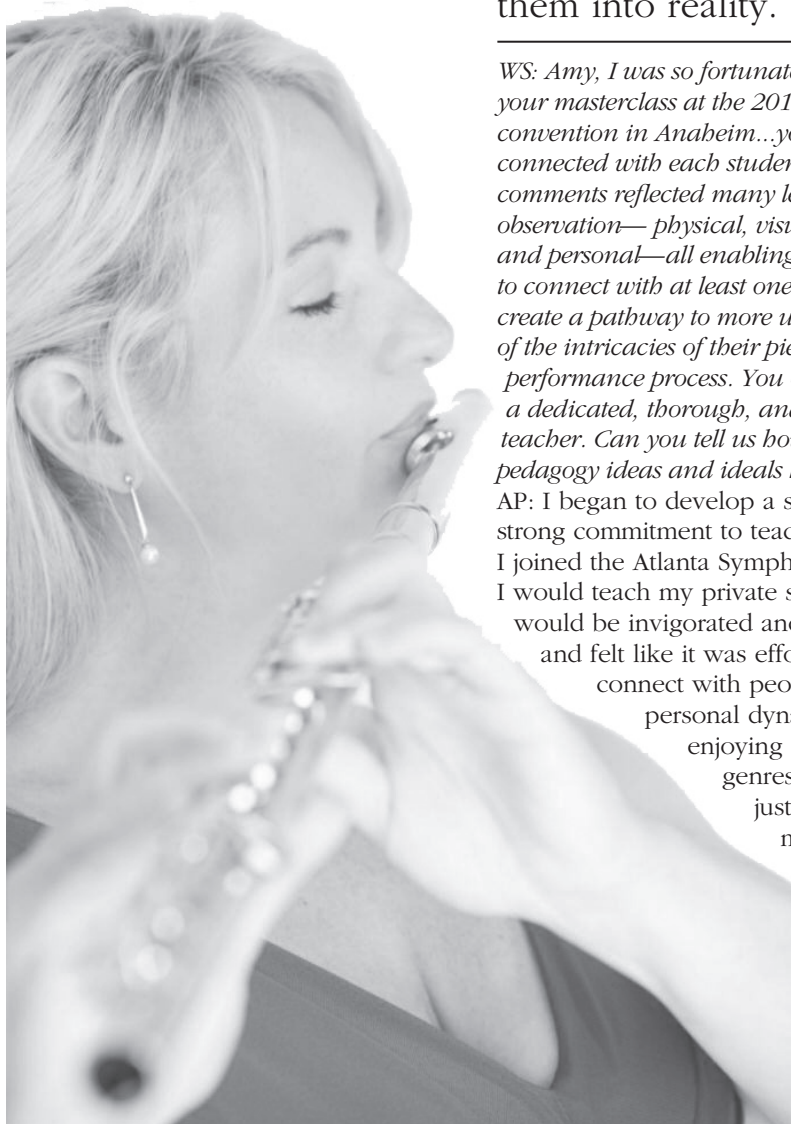 them into reality.
WS: Amy, I was so fortunate
your masterclass at the 201
convention in Anaheim...yo
connected with each studen
comments reflected many le
observation— physical, visu
and personal—all enabling
to connect with at least one
create a pathway to more u
of the intricacies of their pie
performance process. You
a dedicated, thorough, and
teacher. Can you tell us ho
pedagogy ideas and ideals
AP: I began to develop a s
strong commitment to teac
I joined the Atlanta Symph
I would teach my private s
would be invigorated and
and felt like it was effo
connect with peo
personal dyn
enjoying
genres
just